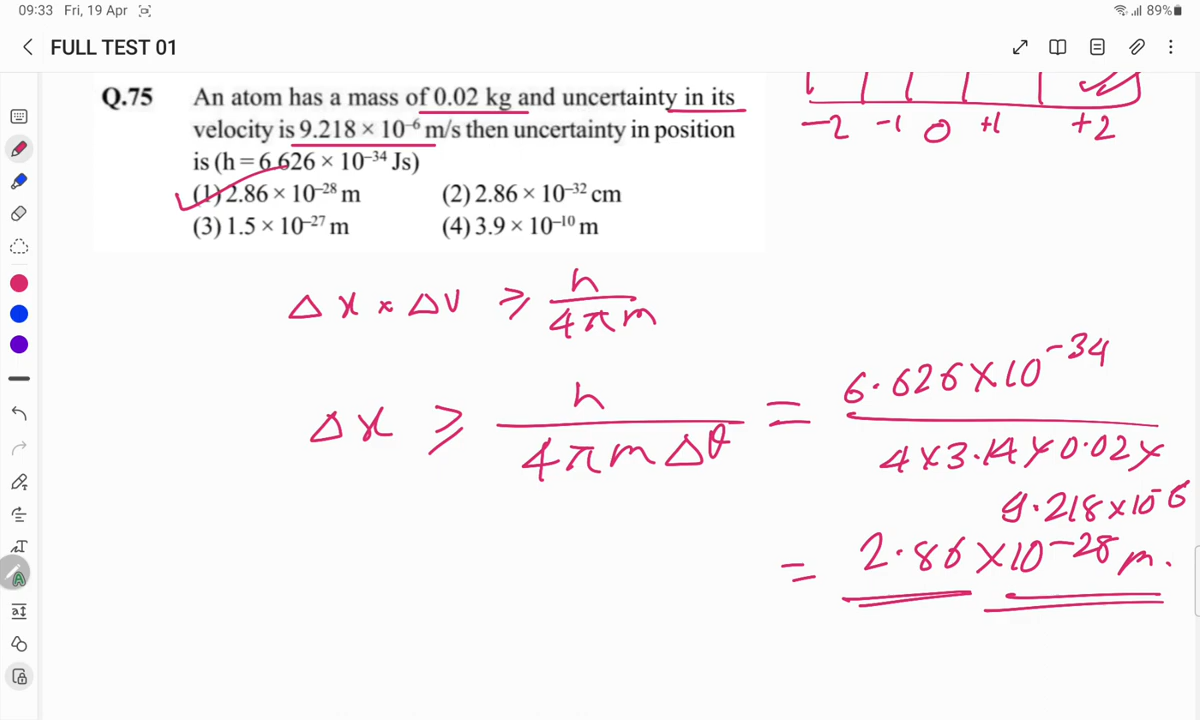 09:33 Fri, 19 Apr
89%
FULL TEST 01
-2 -1 0 +1 +2
Q.75 An atom has a mass of 0.02 kg and uncertainty in its
velocity is 9.218 × 10⁻⁶ m/s then uncertainty in position
is (h = 6.626 × 10⁻³⁴ Js)
(1) 2.86 × 10⁻²⁸ m (2) 2.86 × 10⁻³² cm
(3) 1.5 × 10⁻²⁷ m (4) 3.9 × 10⁻¹⁰ m
Δx × ΔV ≥ h
4πm
Δx ≥ h
4πmΔv
= 6.626×10⁻³⁴
4×3.14×0.02×
9.218×10⁻⁶
= 2.86×10⁻²⁸ m.